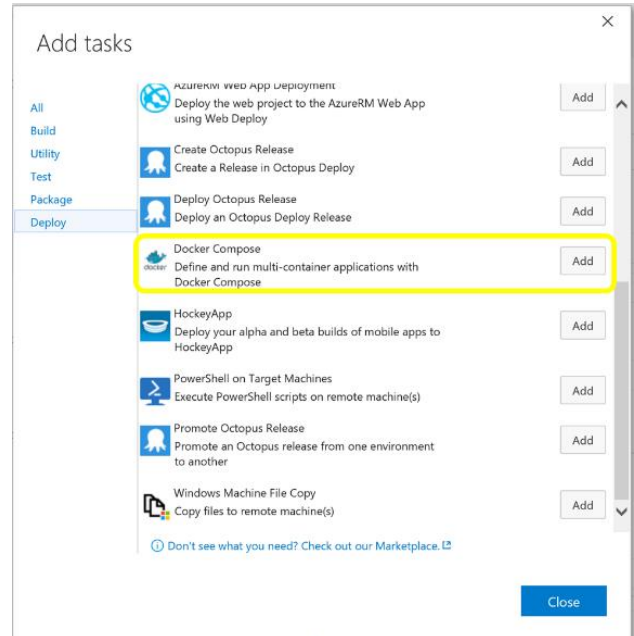 Add tasks
All
Build
Utility
Test
Package
Deploy
AzureRM Web App Deployment
Deploy the web project to the AzureRM Web App
using Web Deploy
Add
Create Octopus Release
Create a Release in Octopus Deploy
Add
Deploy Octopus Release
Deploy an Octopus Deploy Release
Add
docker
Docker Compose
Define and run multi-container applications with
Docker Compose
Add
HockeyApp
Deploy your alpha and beta builds of mobile apps to
HockeyApp
Add
PowerShell on Target Machines
Execute PowerShell scripts on remote machine(s)
Add
Promote Octopus Release
Promote an Octopus release from one environment
to another
Add
Windows Machine File Copy
Copy files to remote machine(s)
Add
Don't see what you need? Check out our Marketplace.
Close